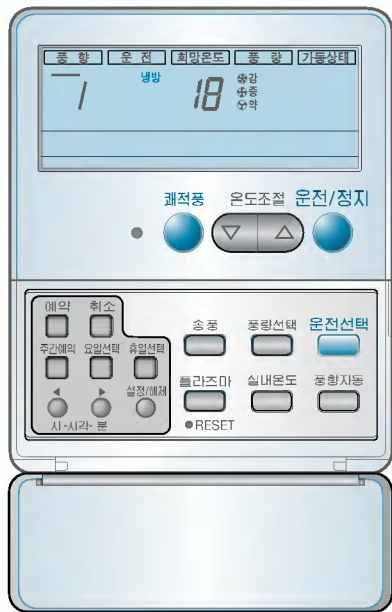 풍 향 운 전 희망온도 풍 량 가동상태
냉방 18 강
중
약
쾌적풍 온도조절 운전/정지
예약 취소
송풍 풍량선택 운전선택
주간예약 요일선택 휴일선택
플라즈마 실내온도 풍향자동
설정/해제
시-시각-분
RESET